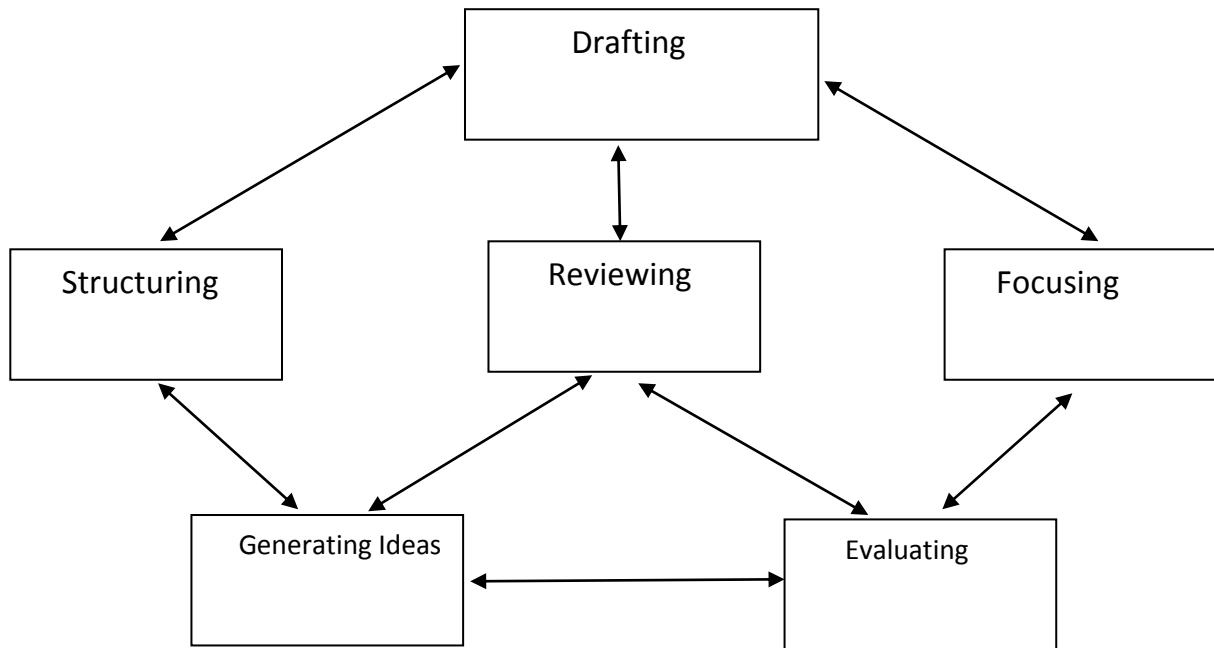 Drafting
Structuring
Reviewing
Focusing
Generating Ideas
Evaluating